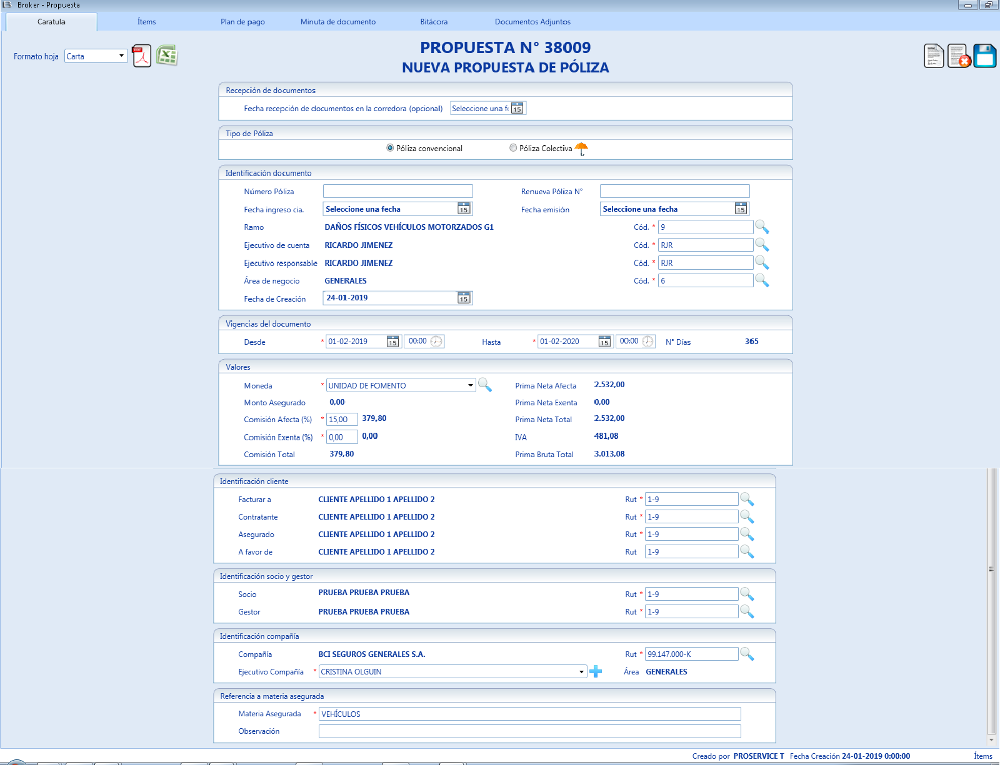 Broker - Propuesta
Caratula Ítems Plan de pago Minuta de documento Bitácora Documentos Adjuntos
Formato hoja Carta PDF
PROPUESTA N° 38009
NUEVA PROPUESTA DE PÓLIZA
Recepción de documentos
Fecha recepción de documentos en la corredora (opcional) Seleccione una f 15
Tipo de Póliza
Póliza convencional Póliza Colectiva
Identificación documento
Número Póliza Renueva Póliza N°
Fecha ingreso cia. Seleccione una fecha 15 Fecha emisión Seleccione una fecha 15
Ramo DAÑOS FÍSICOS VEHÍCULOS MOTORZADOS G1 Cód. * 9
Ejecutivo de cuenta RICARDO JIMENEZ Cód. * RJR
Ejecutivo responsable RICARDO JIMENEZ Cód. * RJR
Área de negocio GENERALES Cód. * 6
Fecha de Creación 24-01-2019 15
Vigencias del documento
Desde * 01-02-2019 15 00:00 Hasta * 01-02-2020 15 00:00 N° Días 365
Valores
Moneda * UNIDAD DE FOMENTO Prima Neta Afecta 2.532,00
Monto Asegurado 0,00 Prima Neta Exenta 0,00
Comisión Afecta (%) * 15,00 379,80 Prima Neta Total 2.532,00
Comisión Exenta (%) * 0,00 0,00 IVA 481,08
Comisión Total 379,80 Prima Bruta Total 3.013,08
Identificación cliente
Facturar a CLIENTE APELLIDO 1 APELLIDO 2 Rut * 1-9
Contratante CLIENTE APELLIDO 1 APELLIDO 2 Rut * 1-9
Asegurado CLIENTE APELLIDO 1 APELLIDO 2 Rut * 1-9
A favor de CLIENTE APELLIDO 1 APELLIDO 2 Rut 1-9
Identificación socio y gestor
Socio PRUEBA PRUEBA PRUEBA Rut * 1-9
Gestor PRUEBA PRUEBA PRUEBA Rut * 1-9
Identificación compañía
Compañía BCI SEGUROS GENERALES S.A. Rut * 99.147.000-K
Ejecutivo Compañía * CRISTINA OLGUIN Área GENERALES
Referencia a materia asegurada
Materia Asegurada * VEHÍCULOS
Observación
Creado por PROSERVICE T Fecha Creación 24-01-2019 0:00:00 Ítems